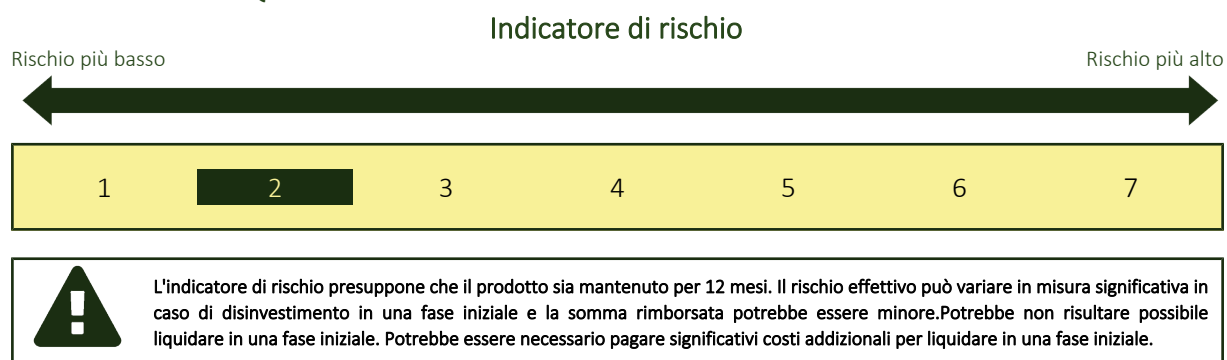 Indicatore di rischio
Rischio più basso
Rischio più alto
1 2 3 4 5 6 7
L'indicatore di rischio presuppone che il prodotto sia mantenuto per 12 mesi. Il rischio effettivo può variare in misura significativa in
caso di disinvestimento in una fase iniziale e la somma rimborsata potrebbe essere minore.Potrebbe non risultare possibile
liquidare in una fase iniziale. Potrebbe essere necessario pagare significativi costi addizionali per liquidare in una fase iniziale.